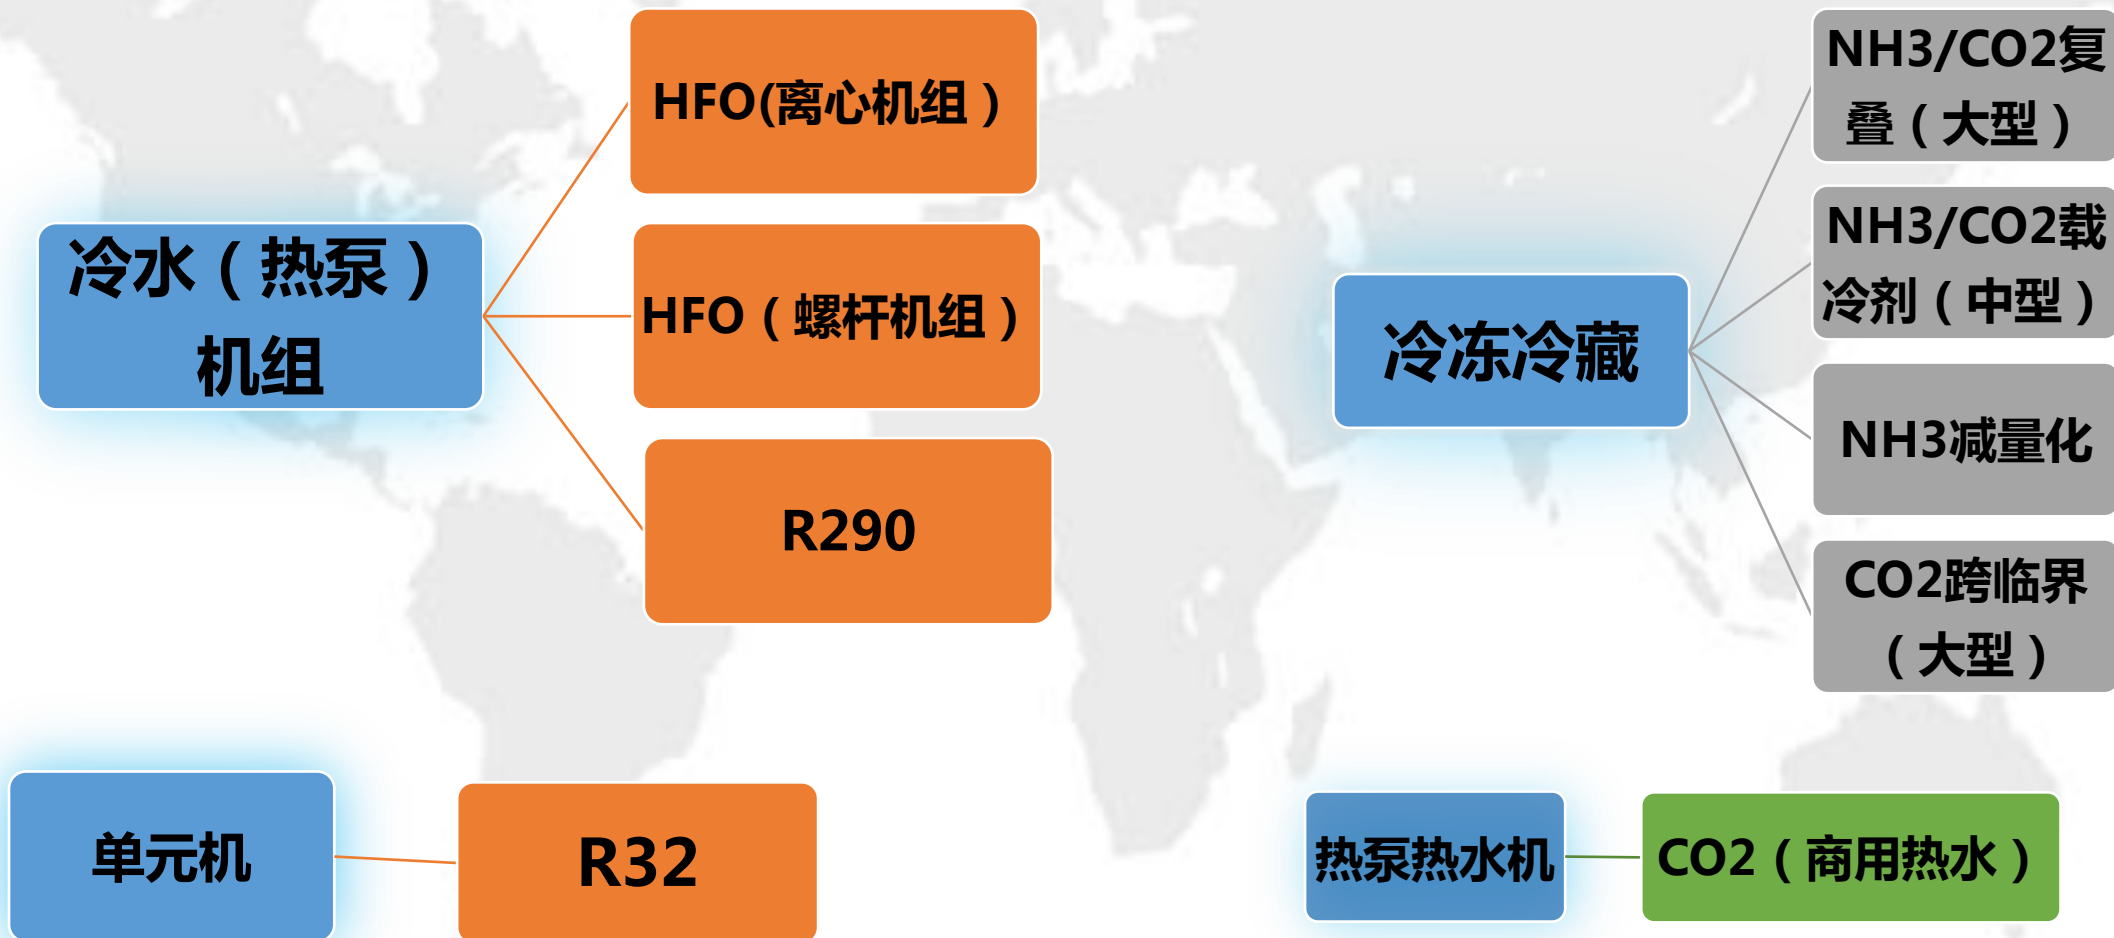 冷水（热泵）
机组
HFO(离心机组）
HFO（螺杆机组）
R290
冷冻冷藏
NH3/CO2复
叠（大型）
NH3/CO2载
冷剂（中型）
NH3减量化
CO2跨临界
（大型）
单元机
R32
热泵热水机
CO2（商用热水）